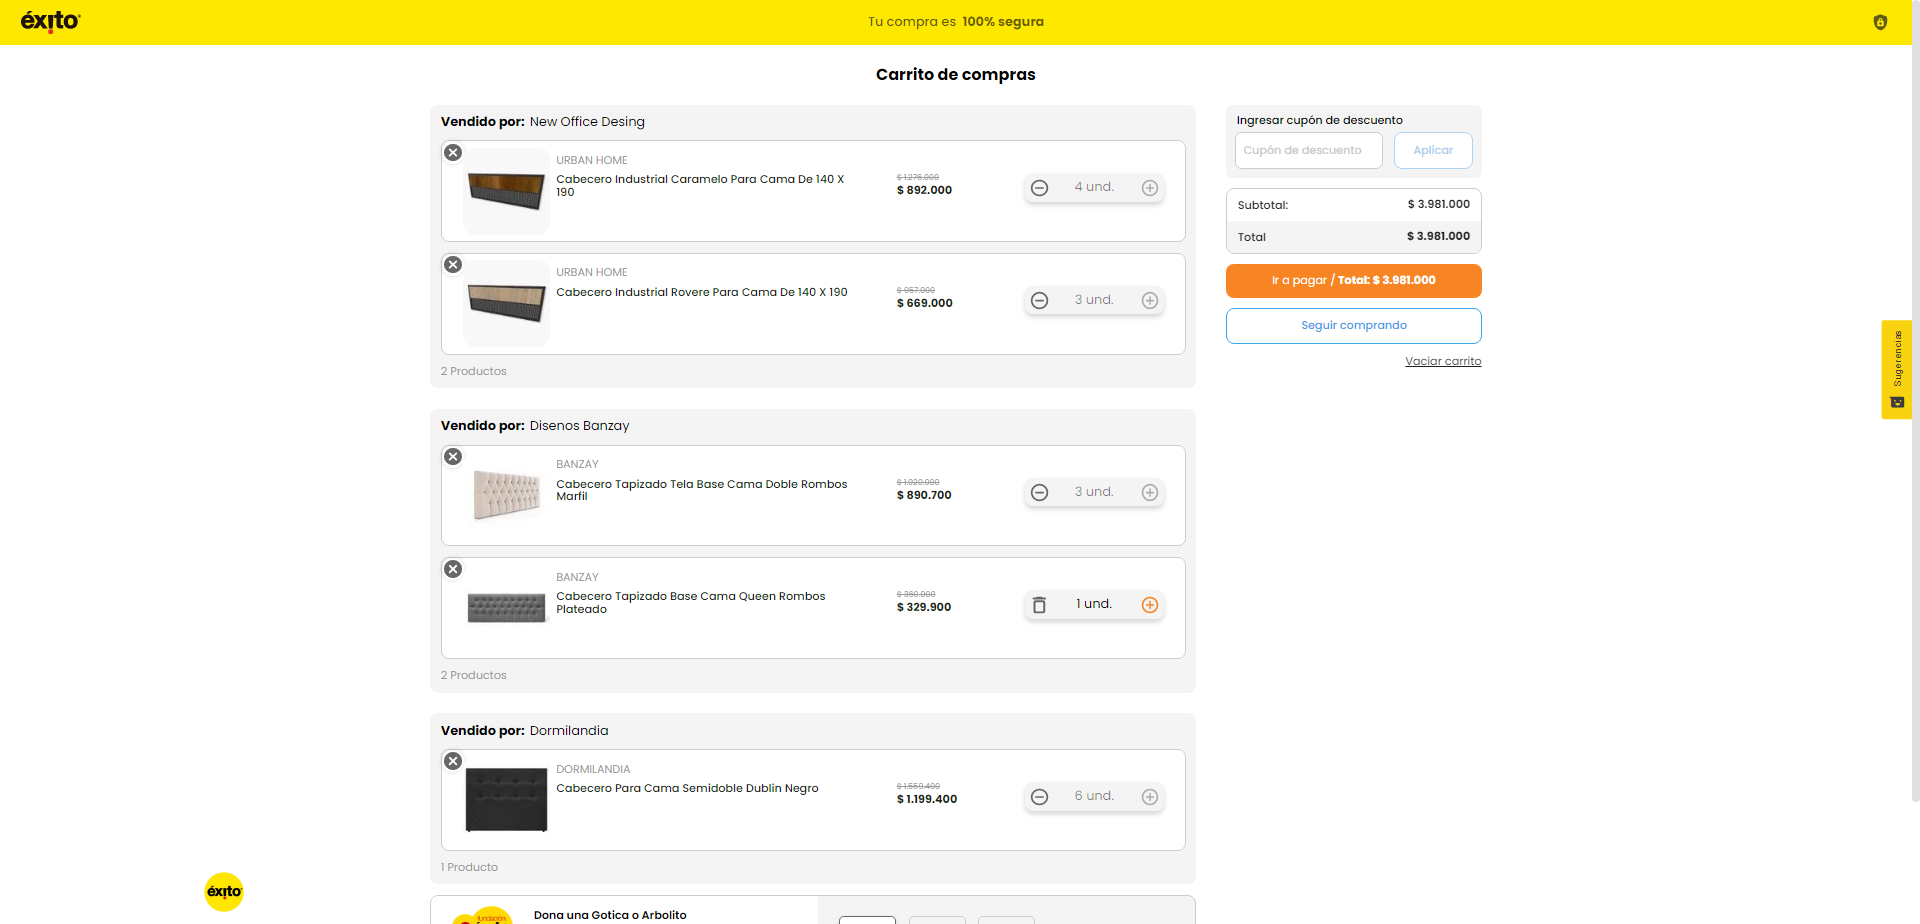 éxito
Tu compra es 100% segura
Carrito de compras
Vendido por: New Office Desing
URBAN HOME
Cabecero Industrial Caramelo Para Cama De 140 X
190
$ 1.276.000
$ 892.000
4 und.
URBAN HOME
Cabecero Industrial Rovere Para Cama De 140 X 190
$ 957.000
$ 669.000
3 und.
2 Productos
Vendido por: Disenos Banzay
BANZAY
Cabecero Tapizado Tela Base Cama Doble Rombos
Marfil
$ 1.020.000
$ 890.700
3 und.
BANZAY
Cabecero Tapizado Base Cama Queen Rombos
Plateado
$ 360.000
$ 329.900
1 und.
2 Productos
Vendido por: Dormilandia
DORMILANDIA
Cabecero Para Cama Semidoble Dublin Negro
$ 1.559.400
$ 1.199.400
6 und.
1 Producto
Dona una Gotica o Arbolito
fundación
Ingresar cupón de descuento
Cupón de descuento
Aplicar
Subtotal: $ 3.981.000
Total $ 3.981.000
Ir a pagar / Total: $ 3.981.000
Seguir comprando
Vaciar carrito
Sugerencias
éxito